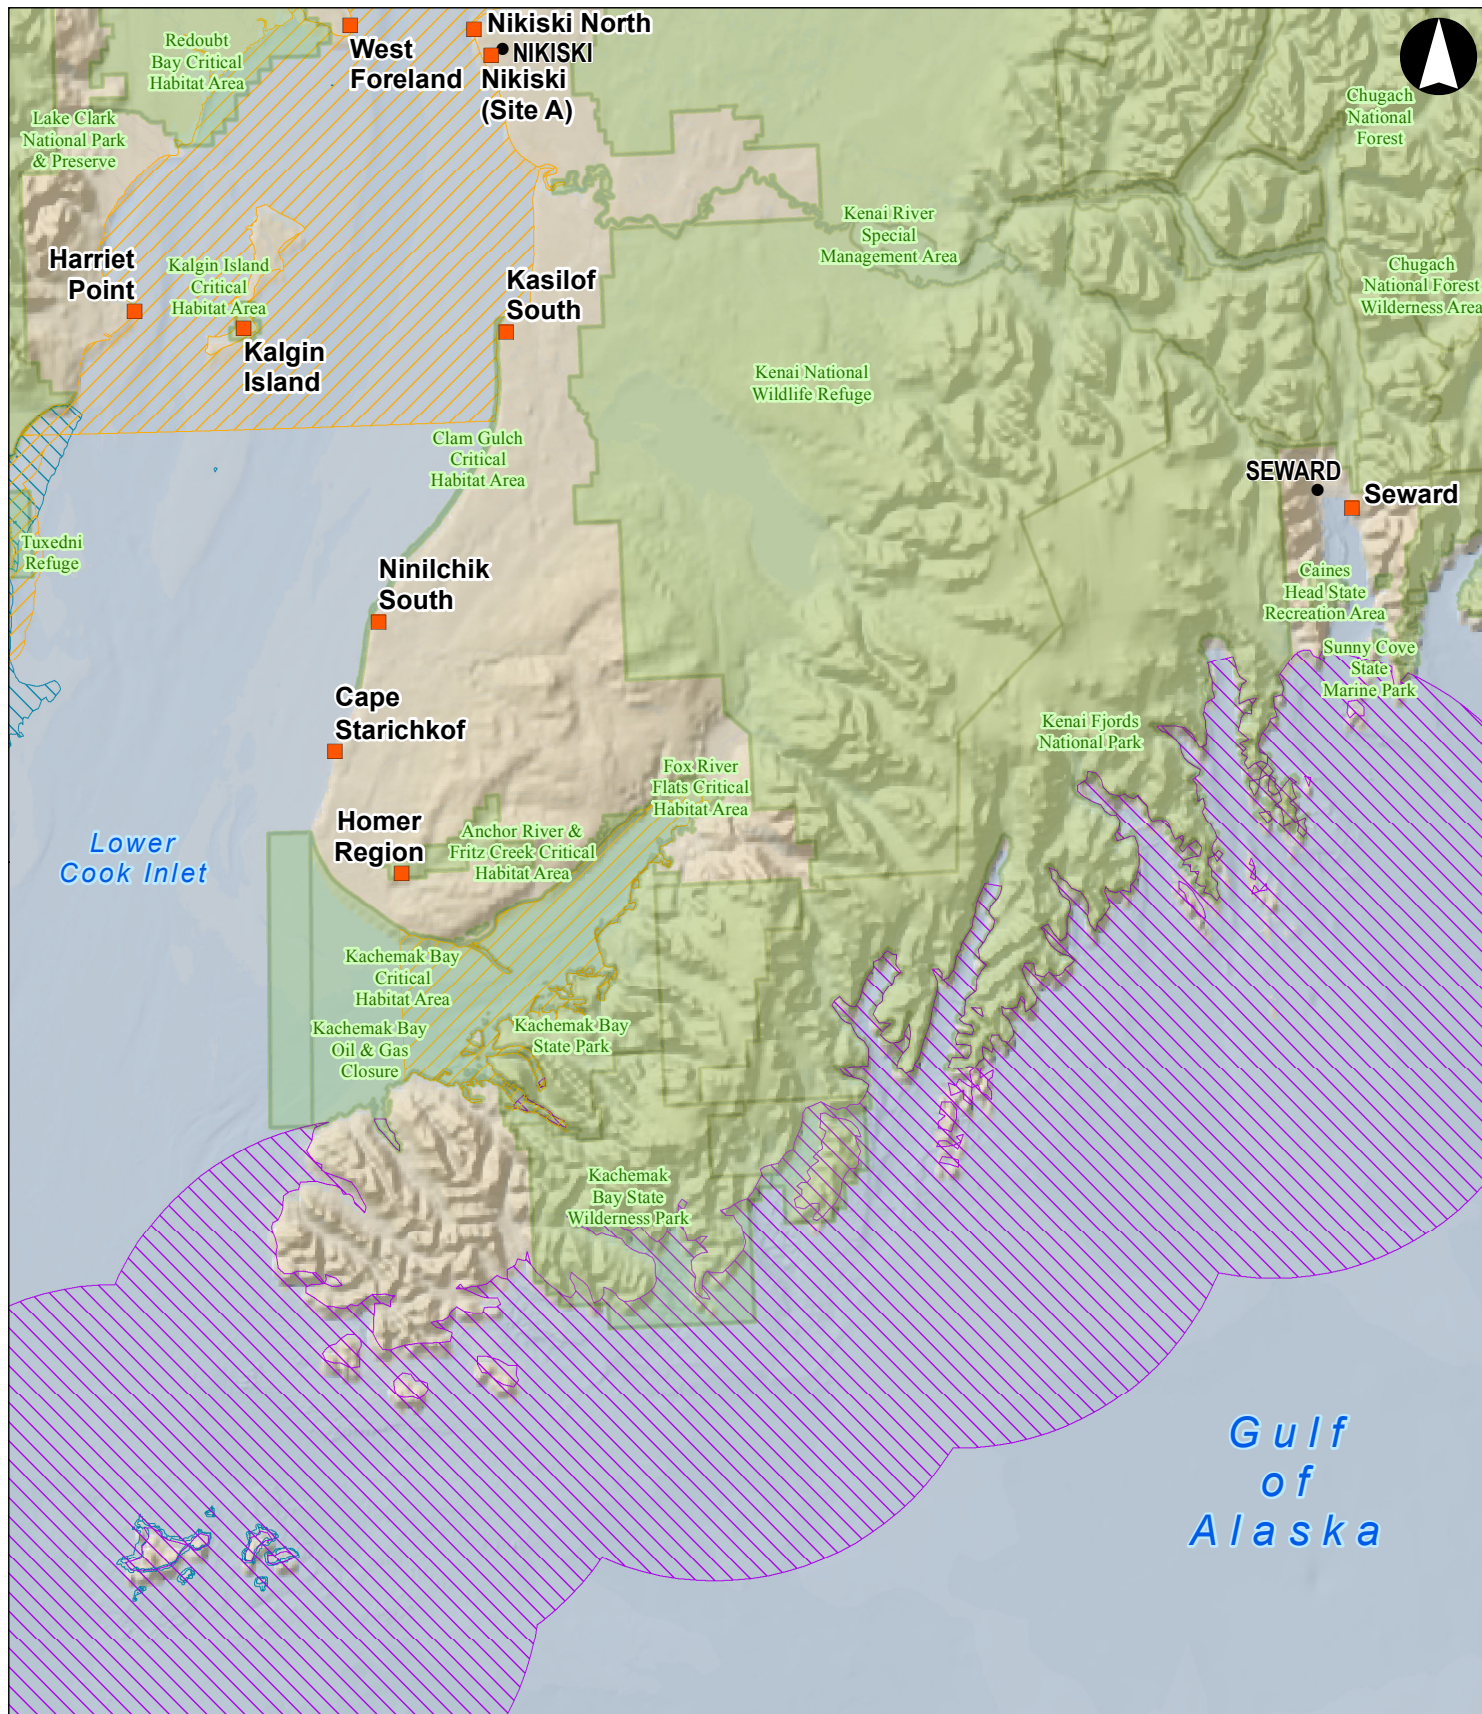 Nikiski North
NIKISKI
West
Foreland
Nikiski
(Site A)
Redoubt
Bay Critical
Habitat Area
Lake Clark
National Park
& Preserve
Chugach
National
Forest
Kenai River
Special
Management Area
Harriet
Point
Kalgin Island
Critical
Habitat Area
Kasilof
South
Chugach
National Forest
Wilderness Area
Kalgin
Island
Kenai National
Wildlife Refuge
Clam Gulch
Critical
Habitat Area
SEWARD
Seward
Tuxedni
Refuge
Ninilchik
South
Caines
Head State
Recreation Area
Sunny Cove
State
Marine Park
Cape
Starichkof
Kenai Fjords
National Park
Fox River
Flats Critical
Habitat Area
Homer
Region
Anchor River &
Fritz Creek Critical
Habitat Area
Lower
Cook Inlet
Kachemak Bay
Critical
Habitat Area
Kachemak Bay
Oil & Gas
Closure
Kachemak Bay
State Park
Kachemak
Bay State
Wilderness Park
Gulf
of
Alaska